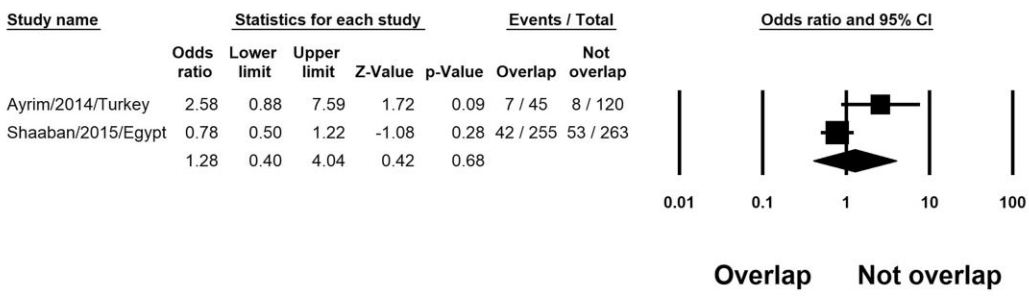 Study name Statistics for each study Events / Total Odds ratio and 95% CI
Odds Lower Upper Not
ratio limit limit Z-Value p-Value Overlap overlap
Ayrim/2014/Turkey 2.58 0.88 7.59 1.72 0.09 7 / 45 8 / 120
Shaaban/2015/Egypt 0.78 0.50 1.22 -1.08 0.28 42 / 255 53 / 263
1.28 0.40 4.04 0.42 0.68
0.01 0.1 1 10 100
Overlap Not overlap